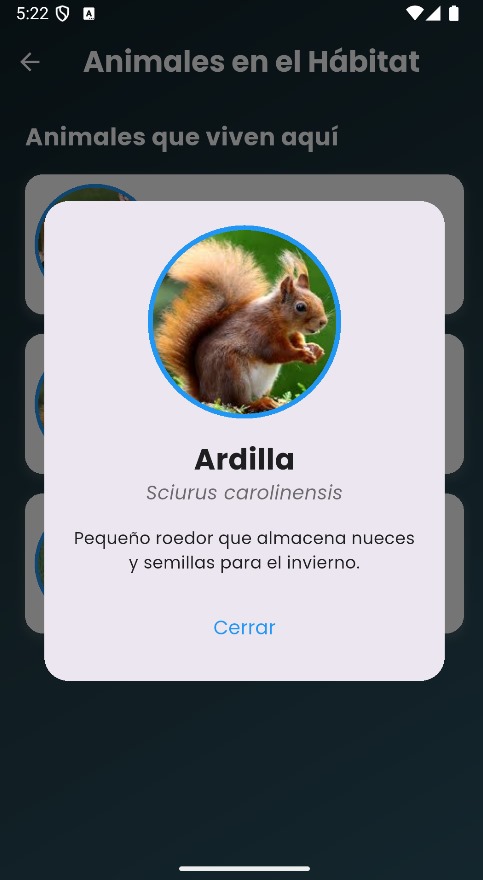 5:22
Animales en el Hábitat
Animales que viven aquí
Ardilla
Sciurus carolinensis
Pequeño roedor que almacena nueces
y semillas para el invierno.
Cerrar